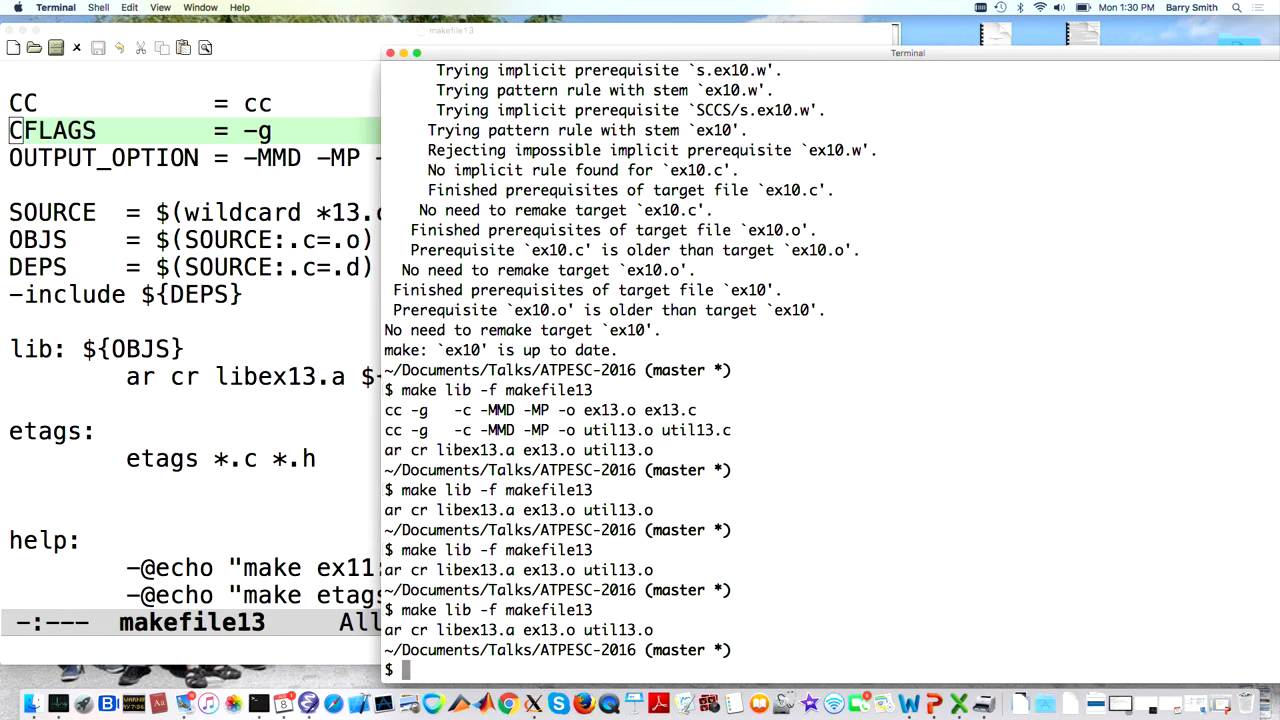 Terminal Shell Edit View Window Help Mon 1:30 PM Barry Smith
makefile13
Terminal
CC = cc
CFLAGS = -g
OUTPUT_OPTION = -MMD -MP -
SOURCE = $(wildcard *13.c
OBJS = $(SOURCE:.c=.o)
DEPS = $(SOURCE:.c=.d)
-include ${DEPS}
lib: ${OBJS}
ar cr libex13.a ${
etags:
etags *.c *.h
help:
-@echo "make ex11:
-@echo "make etags
-:--- makefile13 All
Trying implicit prerequisite `s.ex10.w'.
Trying pattern rule with stem `ex10.w'.
Trying implicit prerequisite `SCCS/s.ex10.w'.
Trying pattern rule with stem `ex10'.
Rejecting impossible implicit prerequisite `ex10.w'.
No implicit rule found for `ex10.c'.
Finished prerequisites of target file `ex10.c'.
No need to remake target `ex10.c'.
Finished prerequisites of target file `ex10.o'.
Prerequisite `ex10.c' is older than target `ex10.o'.
No need to remake target `ex10.o'.
Finished prerequisites of target file `ex10'.
Prerequisite `ex10.o' is older than target `ex10'.
No need to remake target `ex10'.
make: `ex10' is up to date.
~/Documents/Talks/ATPESC-2016 (master *)
$ make lib -f makefile13
cc -g -c -MMD -MP -o ex13.o ex13.c
cc -g -c -MMD -MP -o util13.o util13.c
ar cr libex13.a ex13.o util13.o
~/Documents/Talks/ATPESC-2016 (master *)
$ make lib -f makefile13
ar cr libex13.a ex13.o util13.o
~/Documents/Talks/ATPESC-2016 (master *)
$ make lib -f makefile13
ar cr libex13.a ex13.o util13.o
~/Documents/Talks/ATPESC-2016 (master *)
$ make lib -f makefile13
ar cr libex13.a ex13.o util13.o
~/Documents/Talks/ATPESC-2016 (master *)
$